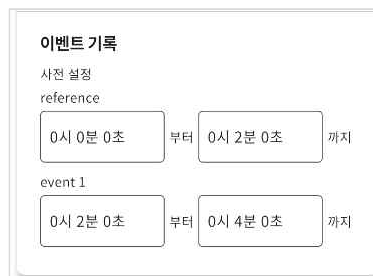 이벤트 기록
사전 설정
reference
0시 0분 0초 부터 0시 2분 0초 까지
event 1
0시 2분 0초 부터 0시 4분 0초 까지